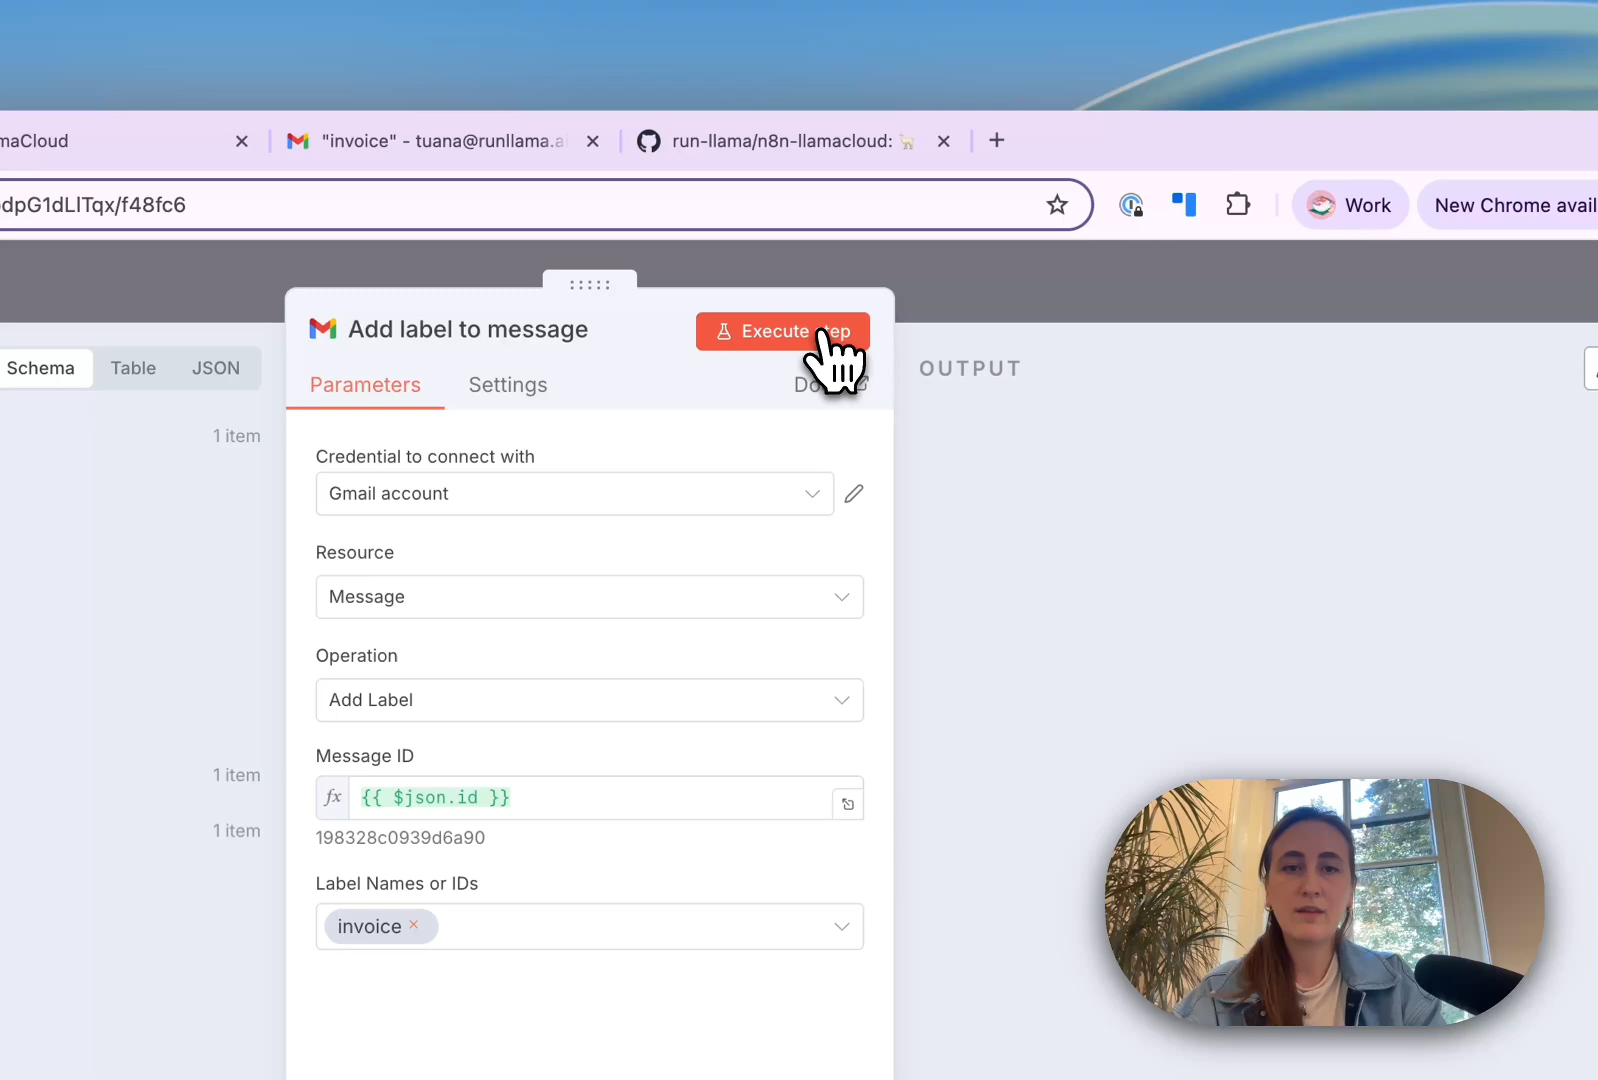 maCloud
"invoice" - tuana@runllama.a
run-llama/n8n-llamacloud:
dpG1dLlTqx/f48fc6
Work
New Chrome avail
Add label to message
Execute step
Schema
Table
JSON
Parameters
Settings
OUTPUT
1 item
Credential to connect with
Gmail account
Resource
Message
Operation
Add Label
Message ID
1 item
fx {{ $json.id }}
1 item
198328c0939d6a90
Label Names or IDs
invoice